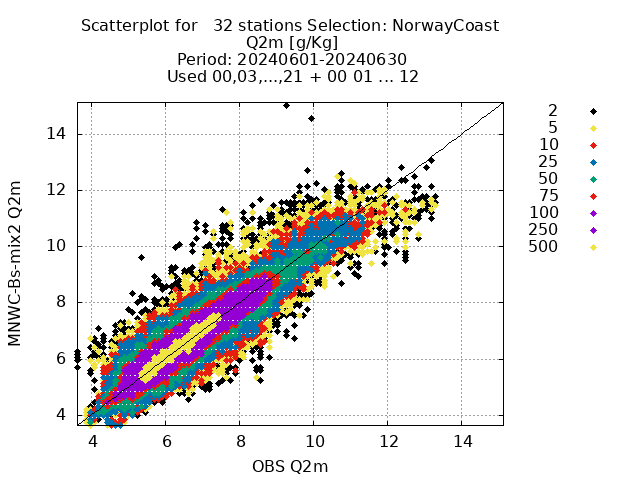 Scatterplot for   32 stations Selection: NorwayCoast
Q2m [g/Kg]
Period: 20240601-20240630
Used 00,03,...,21 + 00 01 ... 12
2
5
10
25
50
75
100
250
500
14
12
10
8
6
4
MNWC-Bs-mix2 Q2m
4 6 8 10 12 14
OBS Q2m